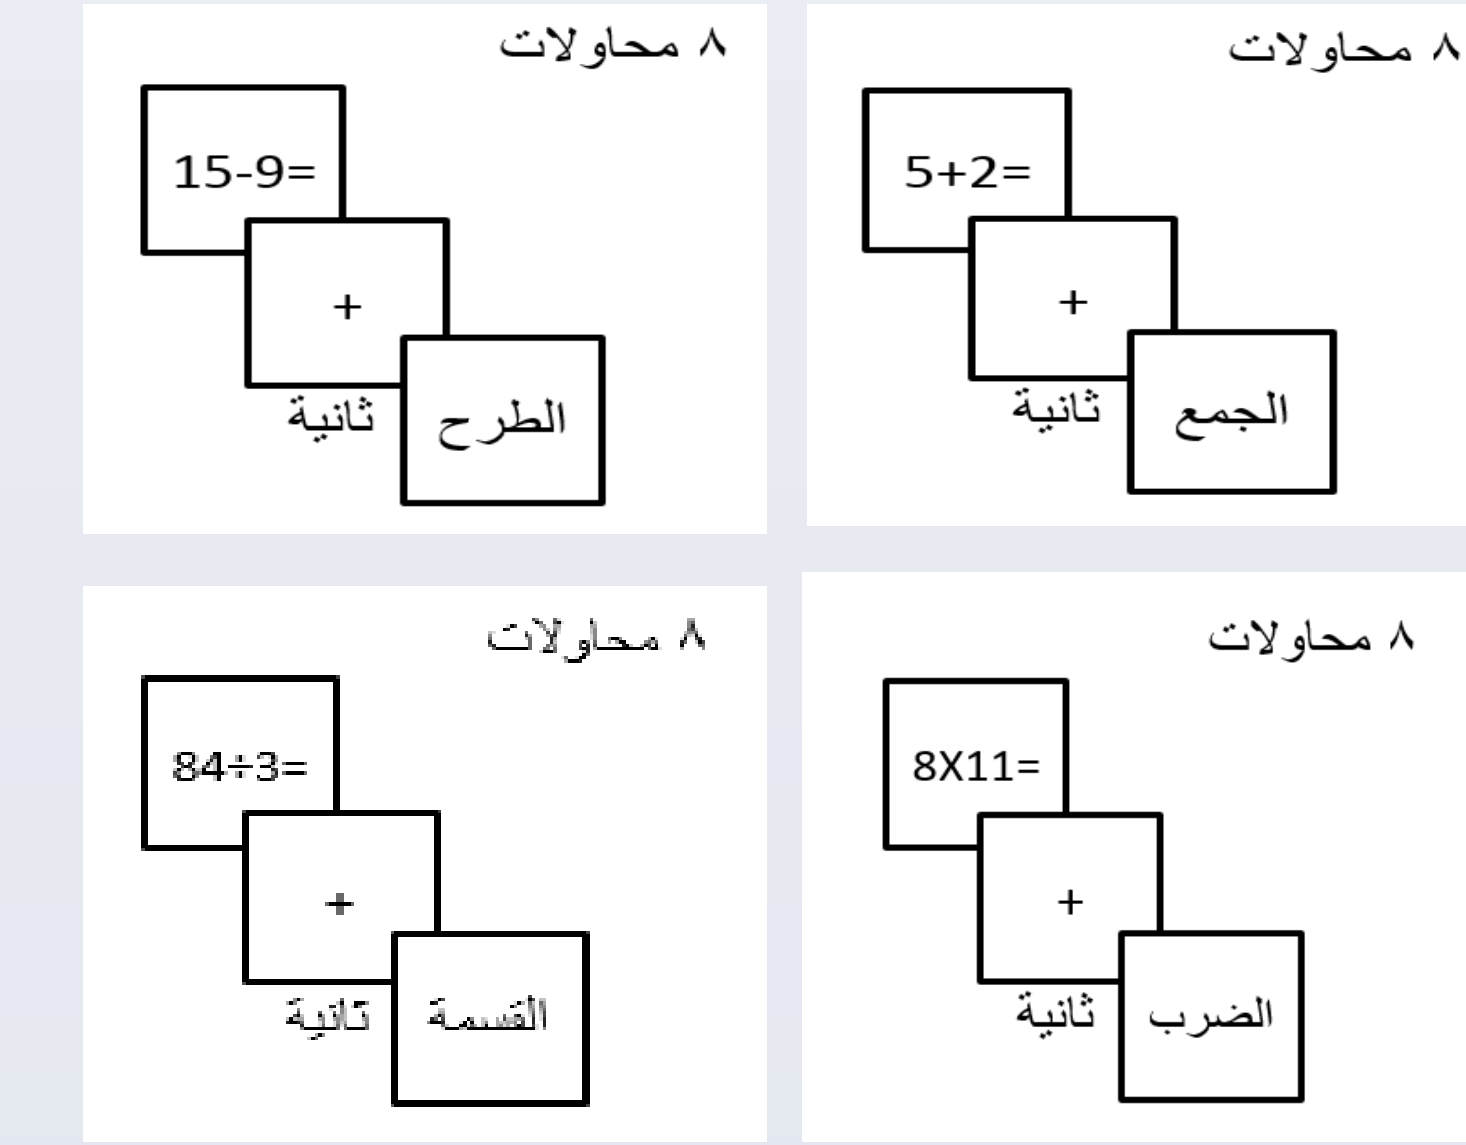 ٨ محاولات
5+2=
+
ثانية
الجمع
٨ محاولات
15-9=
+
ثانية
الطرح
٨ محاولات
8X11=
+
ثانية
الضرب
٨ محاولات
84÷3=
+
ثانية
القسمة